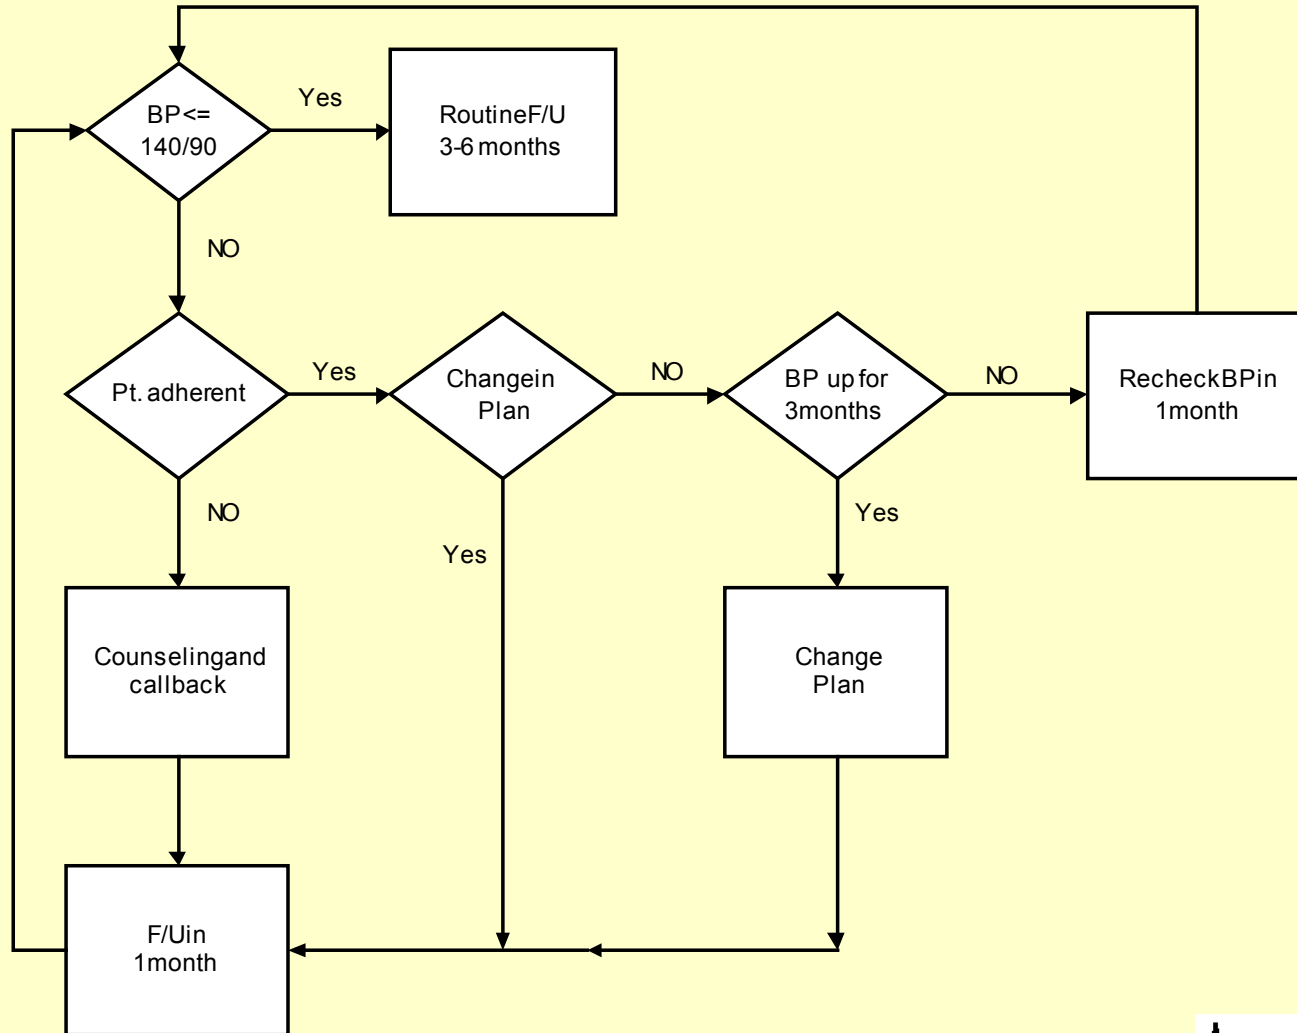 BP<=
140/90
Yes
RoutineF/U
3-6 months
NO
Pt. adherent
Yes
Changein
Plan
NO
BP up for
3months
NO
RecheckBPin
1month
NO
Yes
Yes
Counselingand
callback
Change
Plan
F/Uin
1month